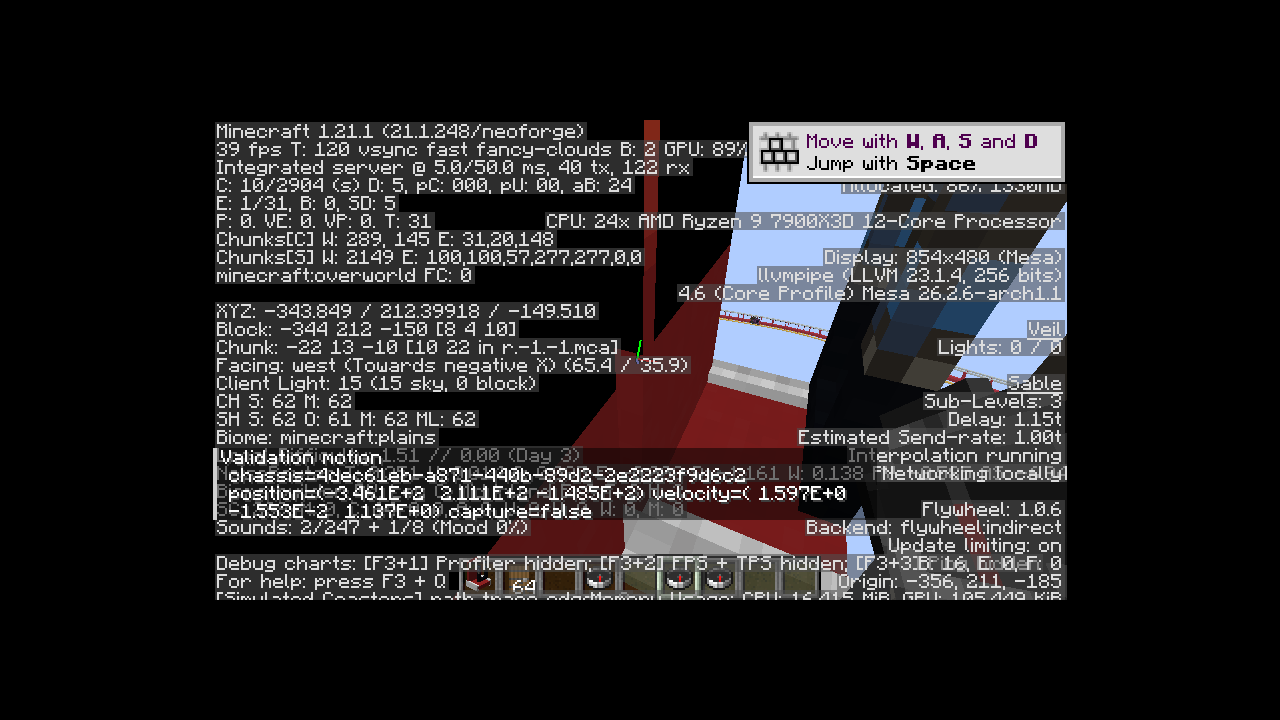 Minecraft 1.21.1 (21.1.248/neoforge)
39 fps T: 120 vsync fast fancy-clouds B: 2 GPU: 89%
Integrated server @ 5.0/50.0 ms, 40 tx, 122 rx
C: 10/2904 (s) D: 5, pC: 000, pU: 00, aB: 24
E: 1/31, B: 0, SD: 5
P: 0. VE: 0 VP: 0. T: 31
Chunks[C] W: 289, 145 E: 31,20,148
Chunks[S] W: 2149 E: 100,100,57,277,277,0,0
minecraft:overworld FC: 0
XYZ: -343.849 / 212.39918 / -149.510
Block: -344 212 -150 [8 4 10]
Chunk: -22 13 -10 [10 22 in r.-1.-1.mca]
Facing: west (Towards negative X) (65.4 / 35.9)
Client Light: 15 (15 sky, 0 block)
CH S: 62 M: 62
SH S: 62 O: 61 M: 62 ML: 62
Biome: minecraft:plains
1.51 // 0.00 (Day 3)
Validation motion
chassis=4dec61eb-a871-440b-89d2-2e2223f9d6c2
position=(-3.461E+2 2.111E+2 -1.485E+2) velocity=( 1.597E+0
-1.553E-2 1.137E+0) capture=false
Sounds: 2/247 + 1/8 (Mood 0%)
Debug charts: [F3+1] Profiler hidden; [F3+2] FPS + TPS hidden; [F3+3]
For help: press F3 + Q
64
Move with W, A, S and D
Jump with Space
CPU: 24x AMD Ryzen 9 7900X3D 12-Core Processor
Display: 854x480 (Mesa)
llvmpipe (LLVM 23.1.4, 256 bits)
4.6 (Core Profile) Mesa 26.2.6-arch1.1
Veil
Lights: 0 / 0
Sable
Sub-Levels: 3
Delay: 1.15t
Estimated Send-rate: 1.00t
Interpolation running
Networking locally
Flywheel: 1.0.6
Backend: flywheel:indirect
Update limiting: on
B: 16, E: 0, F: 0
Origin: -356, 211, -185